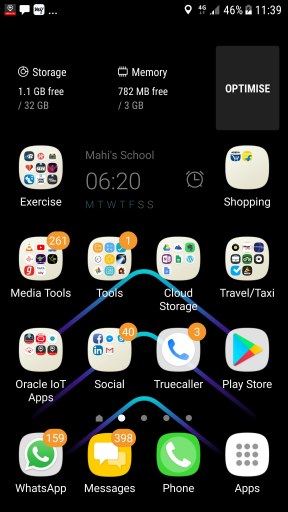 ... 4G 46% 11:39
Storage
1.1 GB free
/ 32 GB
Memory
782 MB free
/ 3 GB
OPTIMISE
Exercise
Mahi's School
06:20
M T W T F S S
Shopping
261
Media Tools
1
Tools
Cloud
Storage
Travel/Taxi
Oracle IoT
Apps
40
Social
3
Truecaller
Play Store
159
WhatsApp
398
Messages
Phone
Apps